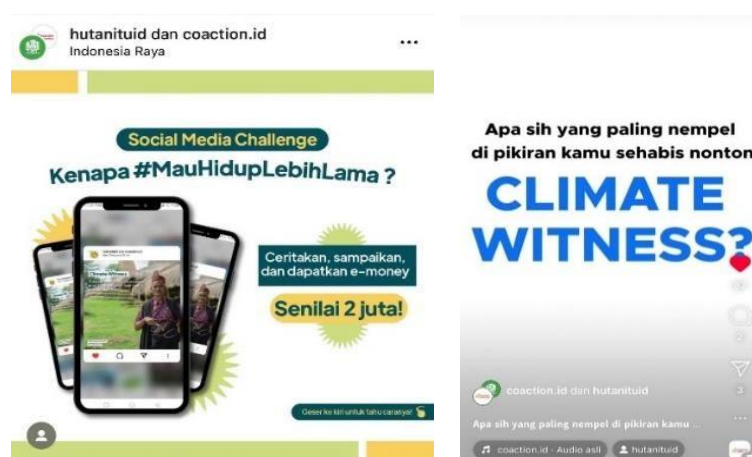 hutanituid dan coaction.id
Indonesia Raya
Social Media Challenge
Kenapa #MauHidupLebihLama ?
Ceritakan, sampaikan,
dan dapatkan e-money
Senilai 2 juta!
Geser ke kiri untuk tahu caranya!
Apa sih yang paling nempel
di pikiran kamu sehabis nonton
CLIMATE
WITNESS?
2
3
coaction.id dan hutanituid
Apa sih yang paling nempel di pikiran kamu ...
coaction.id - Audio asli
hutanituid